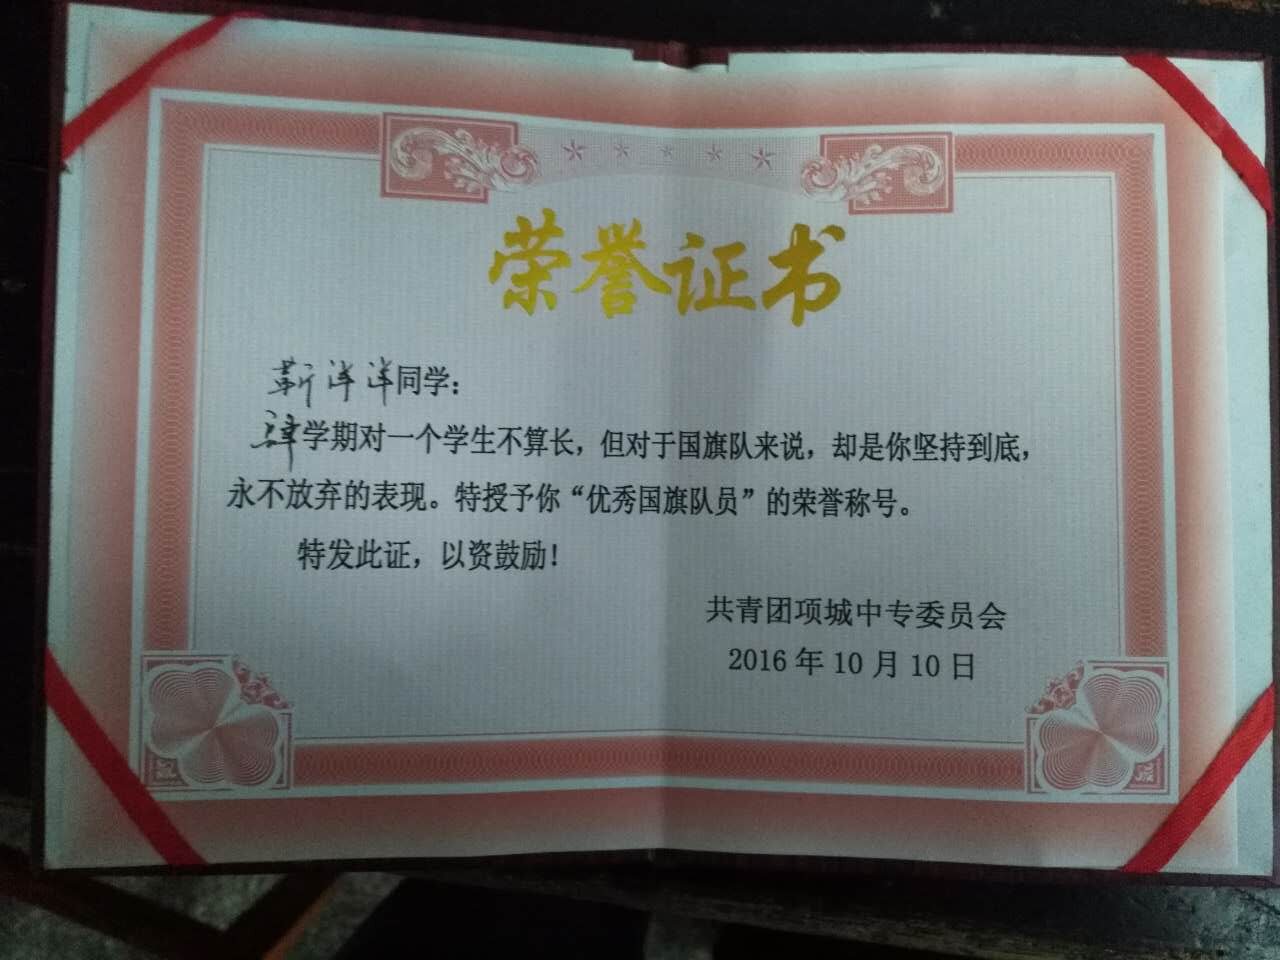 荣誉证书
靳洋洋同学：
肆学期对一个学生不算长，但对于国旗队来说，却是你坚持到底，
永不放弃的表现。特授予你“优秀国旗队员”的荣誉称号。
特发此证，以资鼓励！
共青团项城中专委员会
2016年10月10日